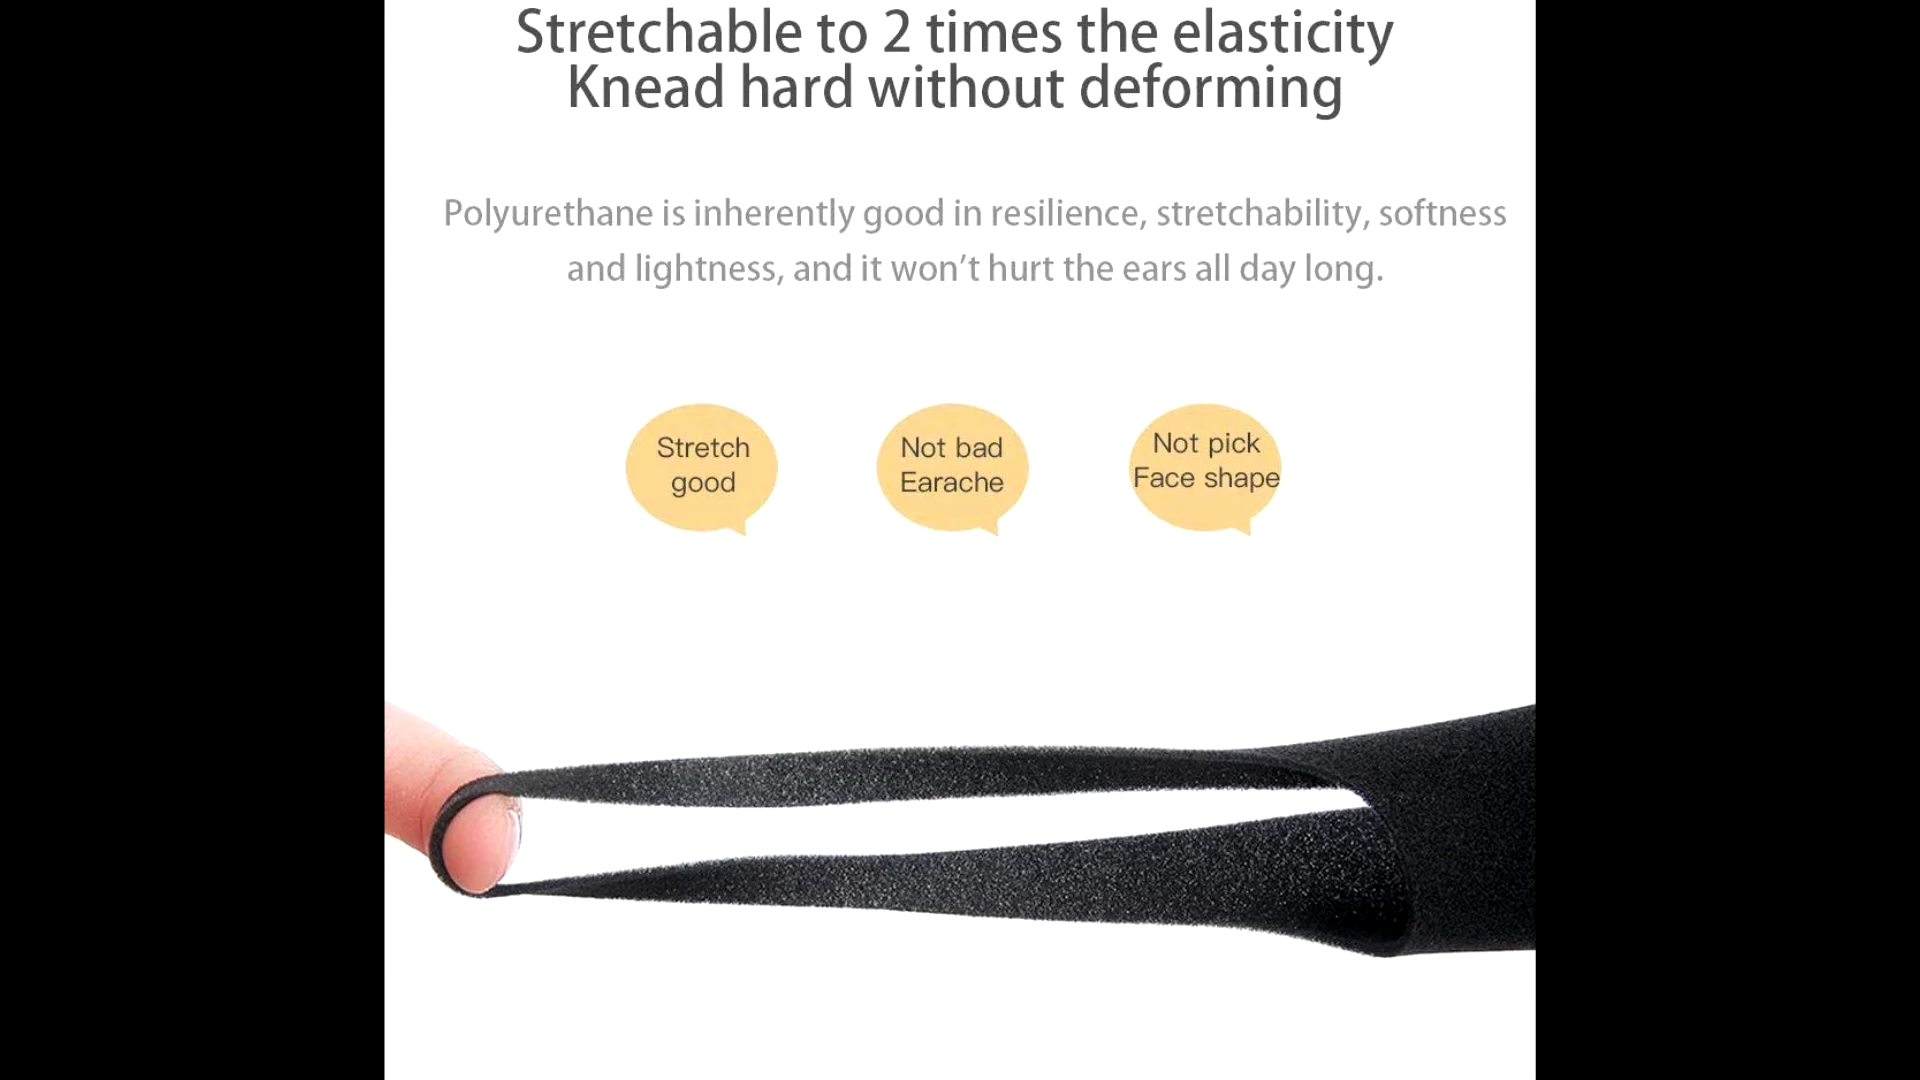 Stretchable to 2 times the elasticity
Knead hard without deforming
Polyurethane is inherently good in resilience, stretchability, softness
and lightness, and it won’t hurt the ears all day long.
Stretch
good
Not bad
Earache
Not pick
Face shape